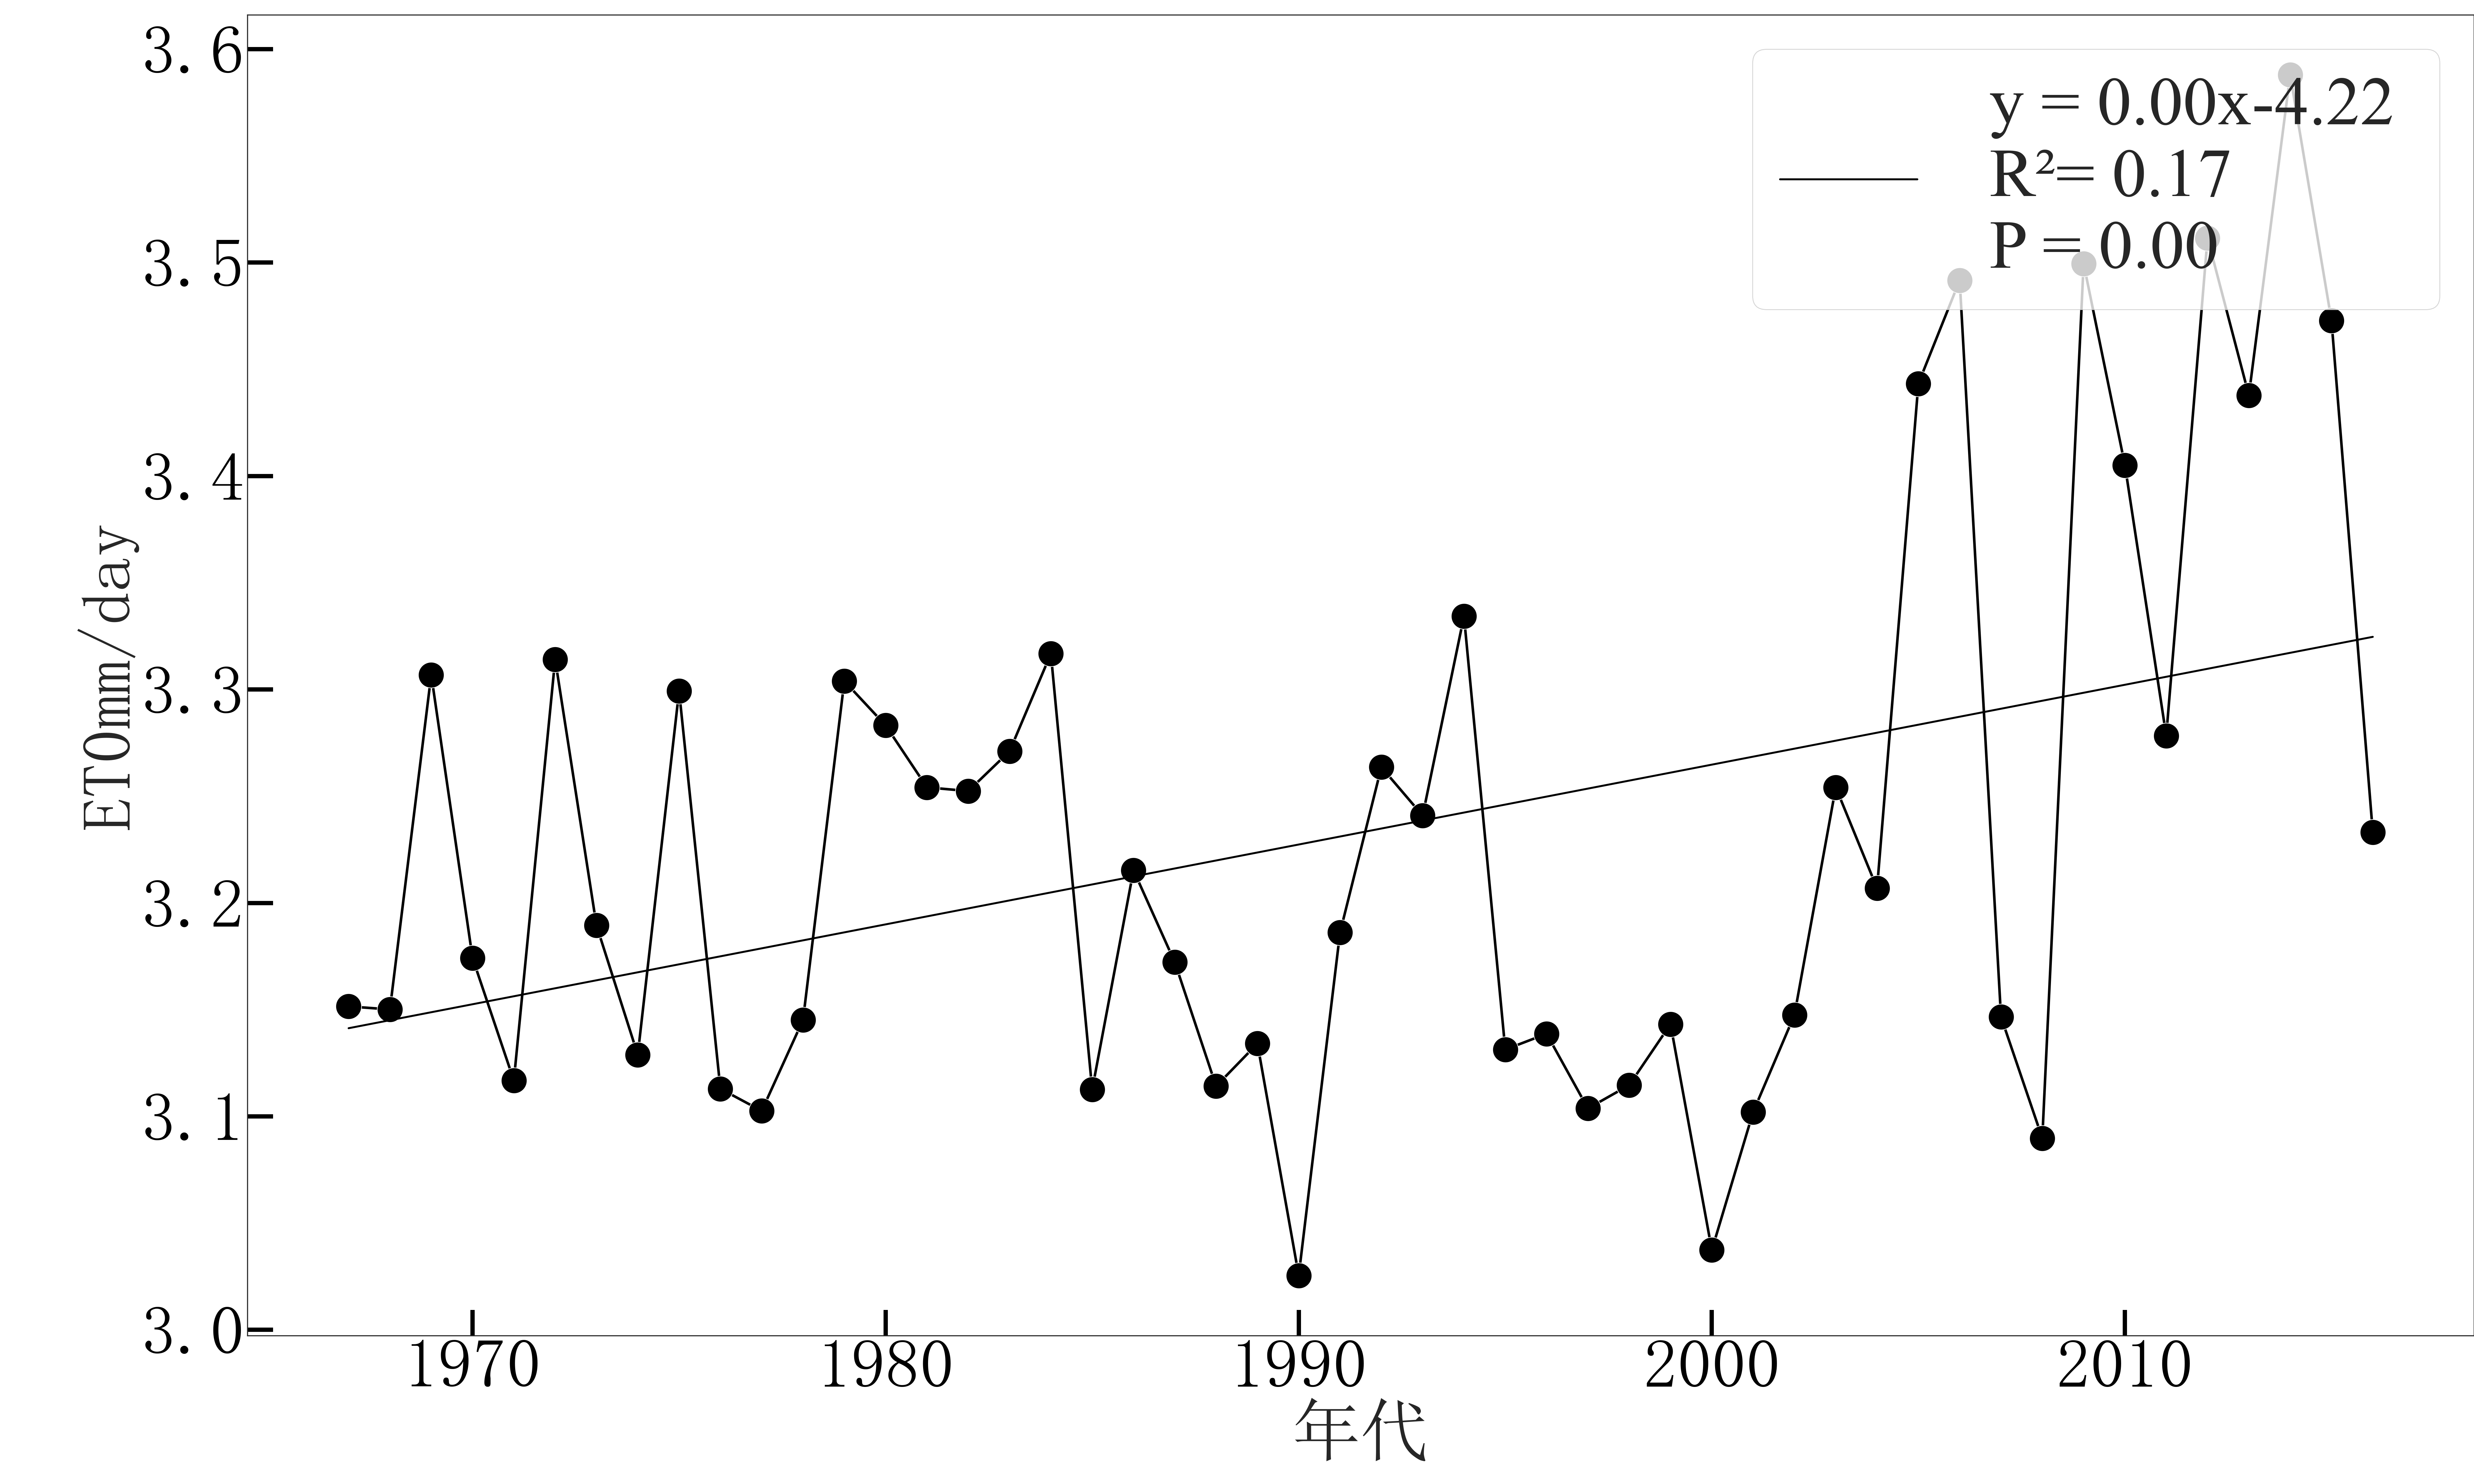 3.6
3.5
3.4
3.3
3.2
3.1
3.0
ET0mm/day
y = 0.00x-4.22
R²= 0.17
P = 0.00
1970 1980 1990 2000 2010
年代